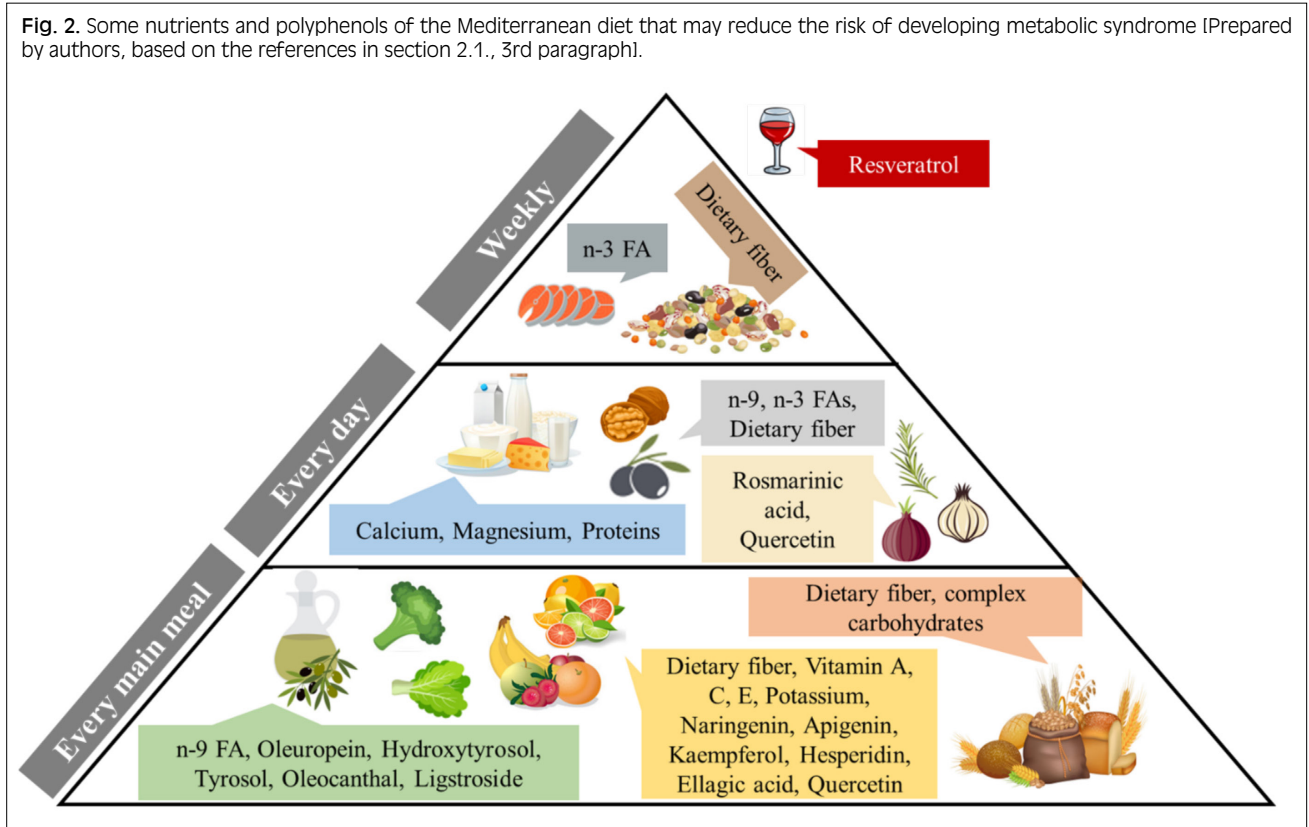 Fig. 2. Some nutrients and polyphenols of the Mediterranean diet that may reduce the risk of developing metabolic syndrome [Prepared
by authors, based on the references in section 2.1., 3rd paragraph].
Resveratrol
Weekly
Dietary fiber
n-3 FA
Every day
n-9, n-3 FAs,
Dietary fiber
Rosmarinic
acid,
Quercetin
Calcium, Magnesium, Proteins
Every main meal
Dietary fiber, complex
carbohydrates
Dietary fiber, Vitamin A,
C, E, Potassium,
Naringenin, Apigenin,
Kaempferol, Hesperidin,
Ellagic acid, Quercetin
n-9 FA, Oleuropein, Hydroxytyrosol,
Tyrosol, Oleocanthal, Ligstroside